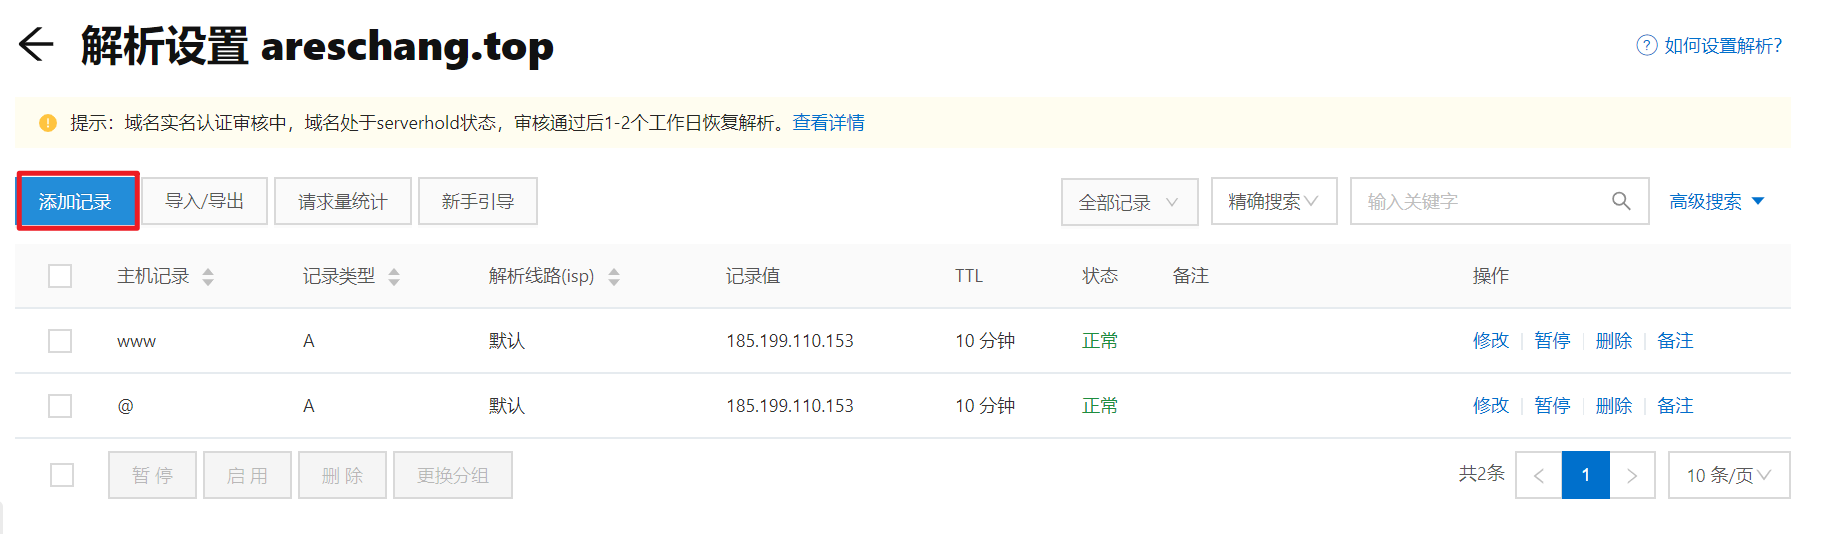 解析设置 areschang.top
如何设置解析?
提示：域名实名认证审核中，域名处于serverhold状态，审核通过后1-2个工作日恢复解析。查看详情
添加记录 导入/导出 请求量统计 新手引导 全部记录 精确搜索 输入关键字 高级搜索
主机记录 记录类型 解析线路(isp) 记录值 TTL 状态 备注 操作
www A 默认 185.199.110.153 10 分钟 正常 修改 暂停 删除 备注
@ A 默认 185.199.110.153 10 分钟 正常 修改 暂停 删除 备注
暂 停 启 用 删 除 更换分组 共2条 < 1 > 10 条/页